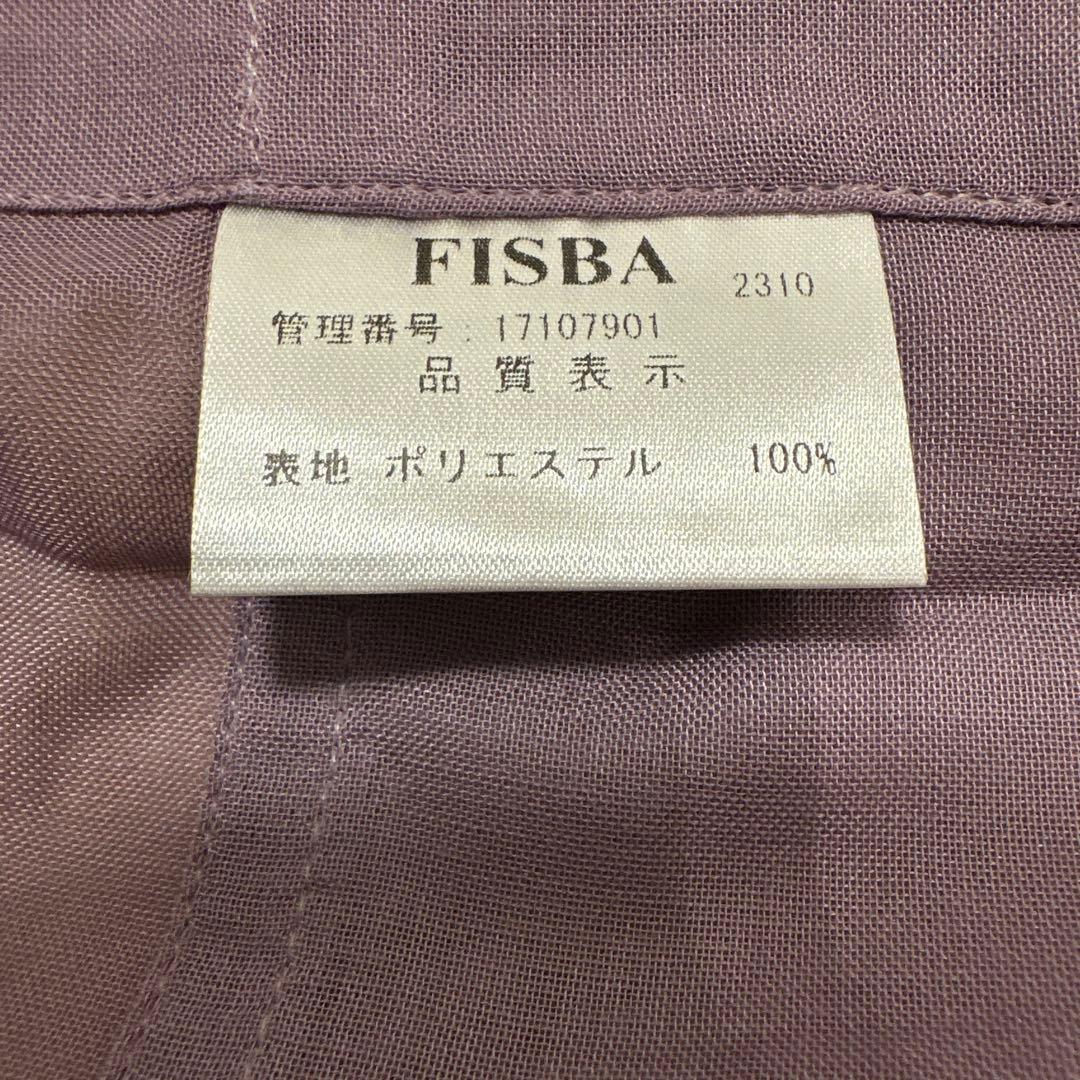 FISBA 2310
管理番号 : 17107901
品質表示
表地 ポリエステル 100%